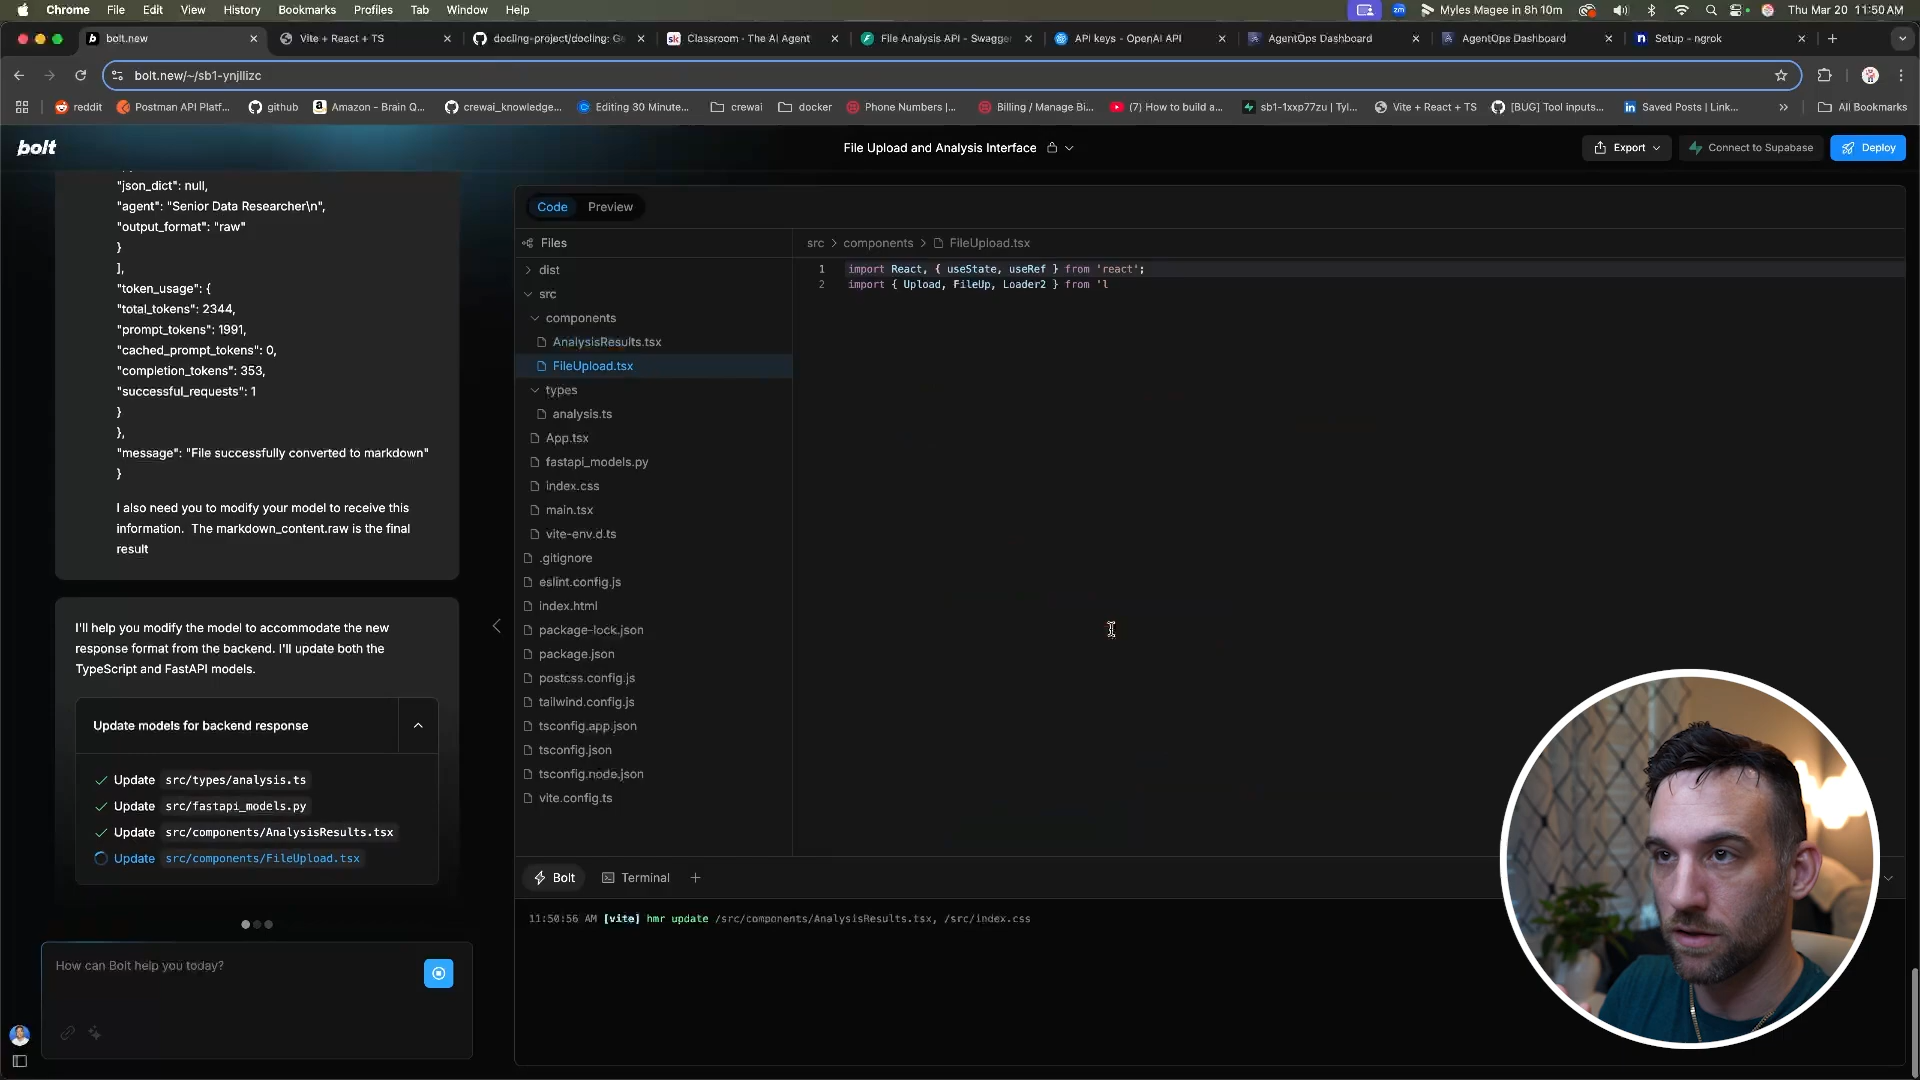 Chrome File Edit View History Bookmarks Profiles Tab Window Help
zm Myles Magee in 8h 10m Thu Mar 20 11:50 AM
bolt.new
Vite + React + TS
docling-project/docling: Ge
Classroom - The AI Agent
File Analysis API - Swagger
API keys - OpenAI API
AgentOps Dashboard
AgentOps Dashboard
Setup - ngrok
bolt.new/~/sb1-ynjllizc
reddit
Postman API Platf...
github
Amazon - Brain Q...
crewai_knowledge...
Editing 30 Minute...
crewai
docker
Phone Numbers |...
Billing / Manage Bi...
(7) How to build a...
sb1-1xxp77zu | Tyl...
Vite + React + TS
[BUG] Tool inputs...
Saved Posts | Link...
All Bookmarks
bolt
File Upload and Analysis Interface
Export
Connect to Supabase
Deploy
"json_dict": null,
"agent": "Senior Data Researcher\n",
"output_format": "raw"
}
],
"token_usage": {
"total_tokens": 2344,
"prompt_tokens": 1991,
"cached_prompt_tokens": 0,
"completion_tokens": 353,
"successful_requests": 1
}
},
"message": "File successfully converted to markdown"
}
I also need you to modify your model to receive this
information. The markdown_content.raw is the final
result
I'll help you modify the model to accommodate the new
response format from the backend. I'll update both the
TypeScript and FastAPI models.
Update models for backend response
Update src/types/analysis.ts
Update src/fastapi_models.py
Update src/components/AnalysisResults.tsx
Update src/components/FileUpload.tsx
How can Bolt help you today?
Code Preview
Files
dist
src
components
AnalysisResults.tsx
FileUpload.tsx
types
analysis.ts
App.tsx
fastapi_models.py
index.css
main.tsx
vite-env.d.ts
.gitignore
eslint.config.js
index.html
package-lock.json
package.json
postcss.config.js
tailwind.config.js
tsconfig.app.json
tsconfig.json
tsconfig.node.json
vite.config.ts
src > components > FileUpload.tsx
1 import React, { useState, useRef } from 'react';
2 import { Upload, FileUp, Loader2 } from 'l
Bolt Terminal
11:50:56 AM [vite] hmr update /src/components/AnalysisResults.tsx, /src/index.css